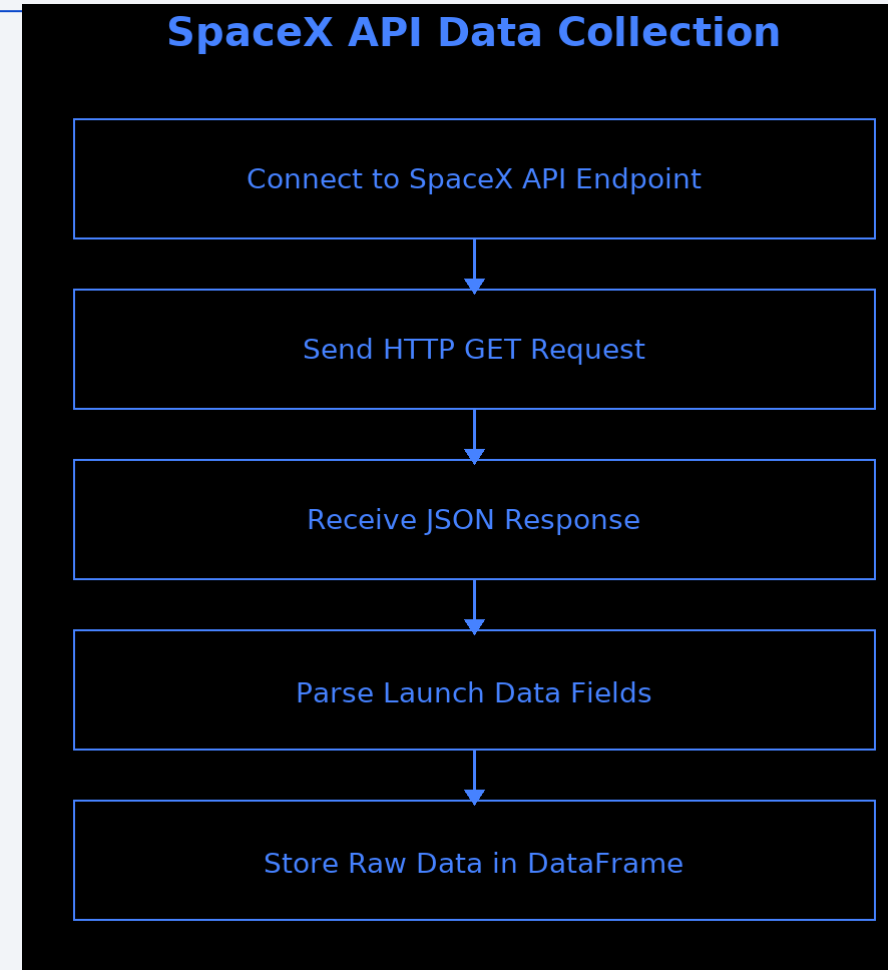 SpaceX API Data Collection
Connect to SpaceX API Endpoint
Send HTTP GET Request
Receive JSON Response
Parse Launch Data Fields
Store Raw Data in DataFrame